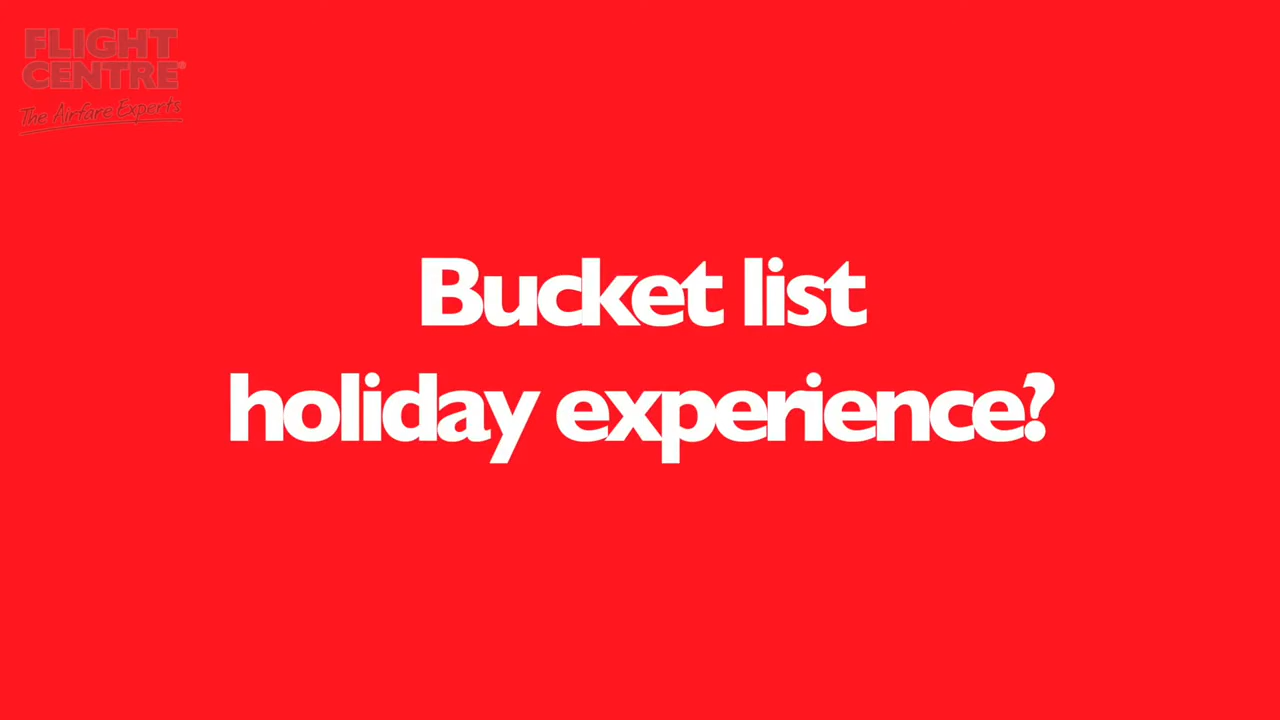 FLIGHT
CENTRE®
The Airfare Experts
Bucket list
holiday experience?